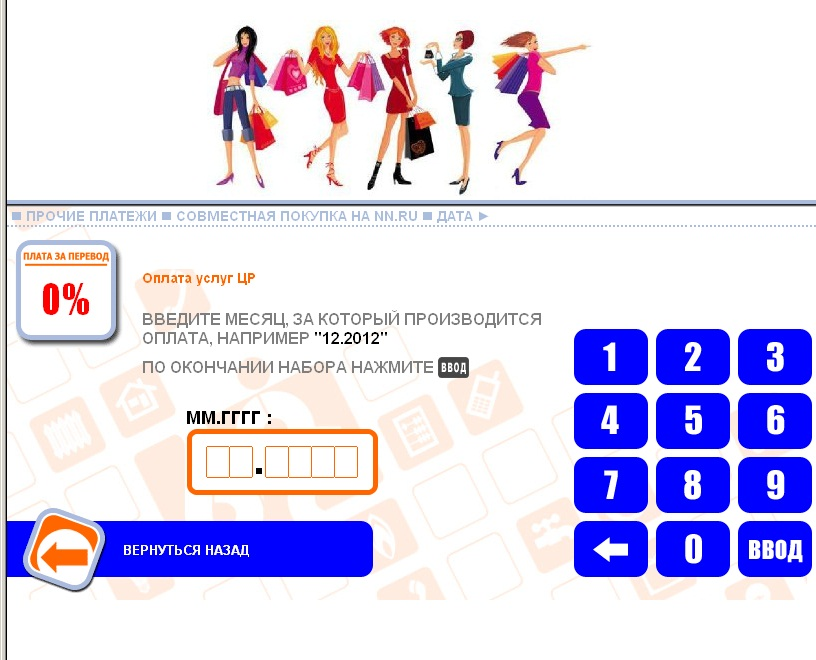 ПРОЧИЕ ПЛАТЕЖИ СОВМЕСТНАЯ ПОКУПКА НА NN.RU ДАТА
ПЛАТА ЗА ПЕРЕВОД
0%
Оплата услуг ЦР
ВВЕДИТЕ МЕСЯЦ, ЗА КОТОРЫЙ ПРОИЗВОДИТСЯ
ОПЛАТА, НАПРИМЕР "12.2012"
ПО ОКОНЧАНИИ НАБОРА НАЖМИТЕ ВВОД
ММ.ГГГГ :
.
1 2 3
4 5 6
7 8 9
0 ВВОД
ВЕРНУТЬСЯ НАЗАД